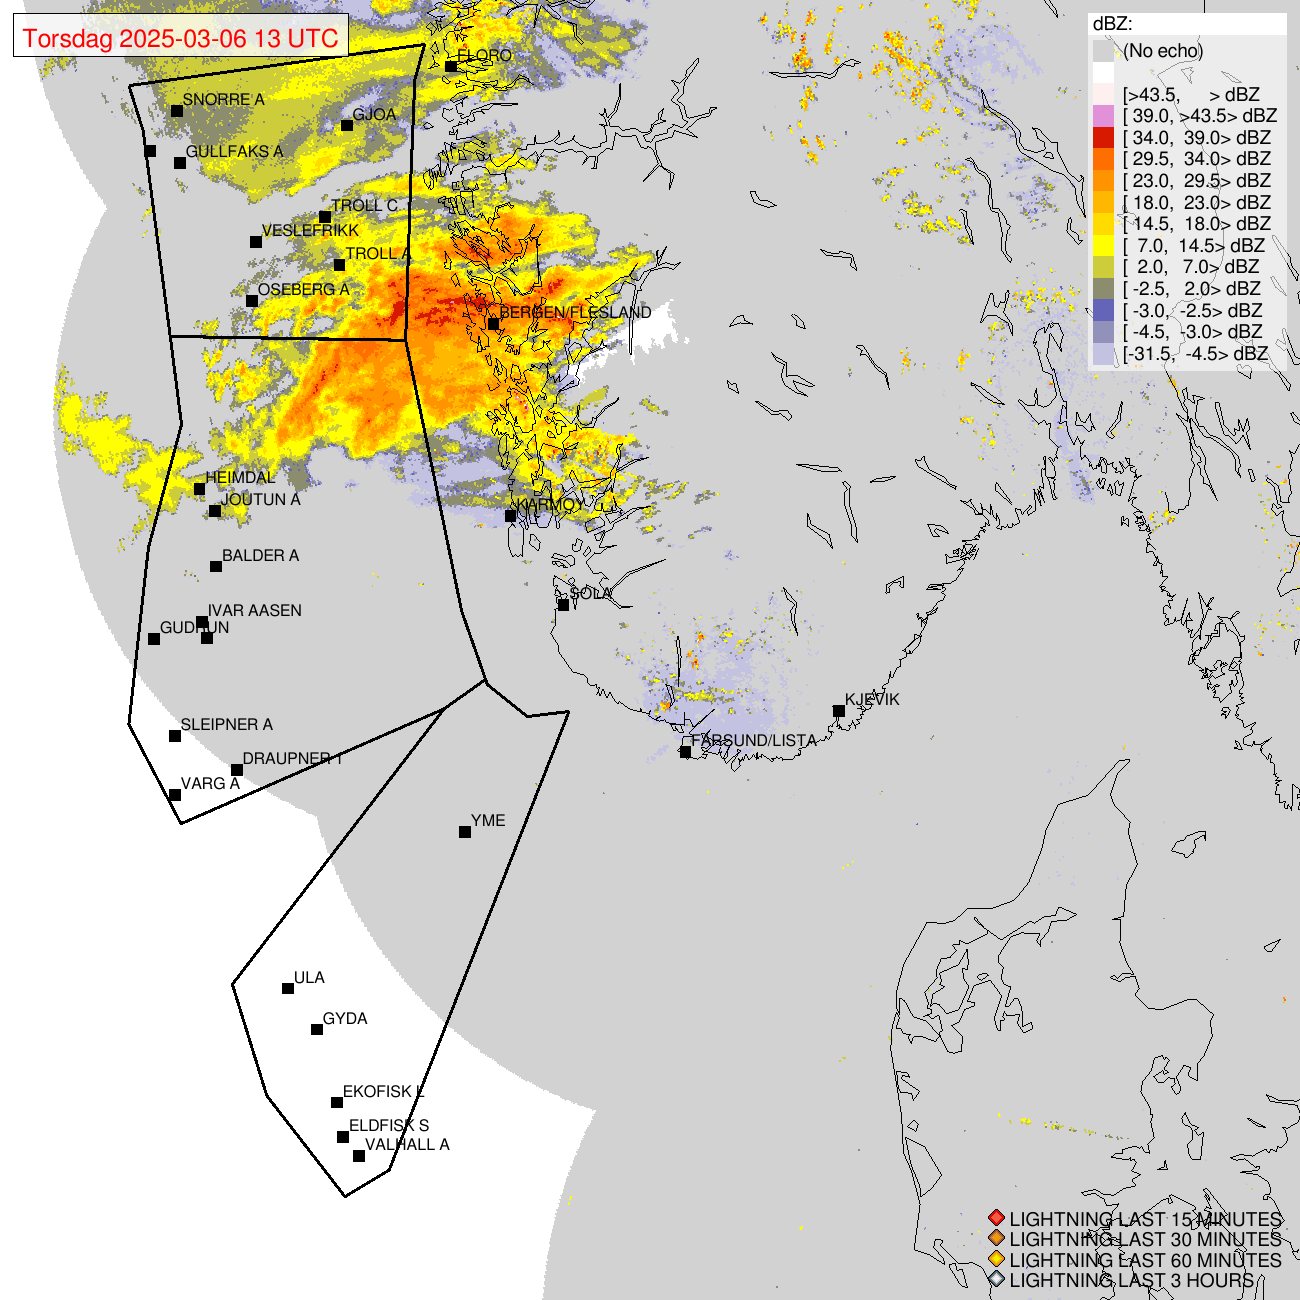 Torsdag 2025-03-06 13 UTC
dBZ:
(No echo)
[>43.5, > dBZ
[ 39.0, >43.5> dBZ
[ 34.0, 39.0> dBZ
[ 29.5, 34.0> dBZ
[ 23.0, 29.5> dBZ
[ 18.0, 23.0> dBZ
[ 14.5, 18.0> dBZ
[ 7.0, 14.5> dBZ
[ 2.0, 7.0> dBZ
[ -2.5, 2.0> dBZ
[ -3.0, -2.5> dBZ
[ -4.5, -3.0> dBZ
[-31.5, -4.5> dBZ
FLORO
SNORRE A
GJOA
GULLFAKS A
TROLL C
VESLEFRIKK
TROLL A
OSEBERG A
BERGEN/FLESLAND
HEIMDAL
JOUTUN A
KARMOY
BALDER A
SOLA
IVAR AASEN
GUDRUN
KJEVIK
SLEIPNER A
FARSUND/LISTA
DRAUPNER
VARG A
YME
ULA
GYDA
EKOFISK L
ELDFISK S
VALHALL A
LIGHTNING LAST 15 MINUTES
LIGHTNING LAST 30 MINUTES
LIGHTNING LAST 60 MINUTES
LIGHTNING LAST 3 HOURS